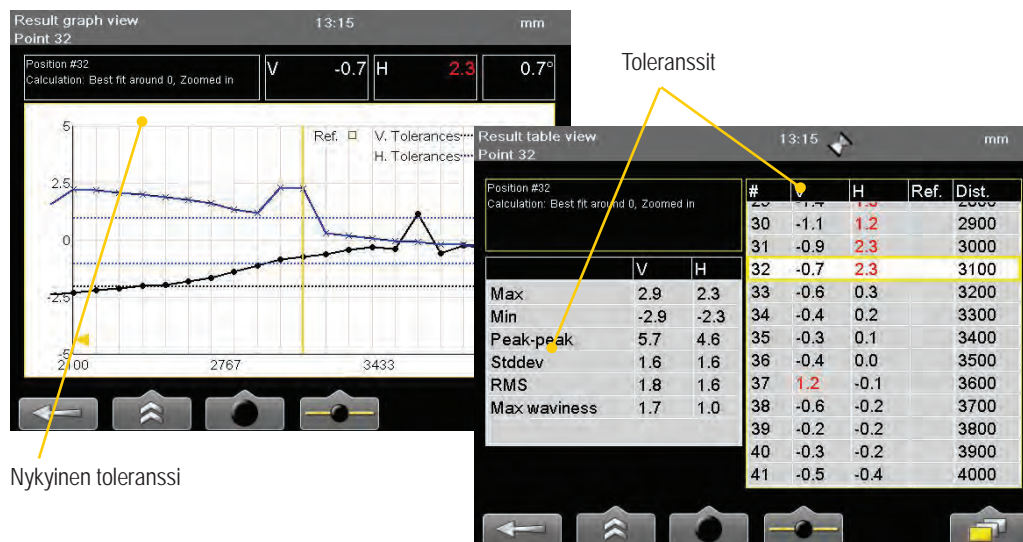 Result graph view 13:15 mm
Point 32
Position #32
Calculation: Best fit around 0, Zoomed in
V -0.7 H 2.3 0.7°
Toleranssit
5
Ref. V. Tolerances
H. Tolerances
2.5
0
-2.5
-5
2100 2767 3433
Nykyinen toleranssi
Result table view 13:15 mm
Point 32
Position #32
Calculation: Best fit around 0, Zoomed in
V H
Max 2.9 2.3
Min -2.9 -2.3
Peak-peak 5.7 4.6
Stddev 1.6 1.6
RMS 1.8 1.6
Max waviness 1.7 1.0
# V H Ref. Dist.
30 -1.1 1.2 2900
31 -0.9 2.3 3000
32 -0.7 2.3 3100
33 -0.6 0.3 3200
34 -0.4 0.2 3300
35 -0.3 0.1 3400
36 -0.4 0.0 3500
37 1.2 -0.1 3600
38 -0.6 -0.2 3700
39 -0.2 -0.2 3800
40 -0.3 -0.2 3900
41 -0.5 -0.4 4000